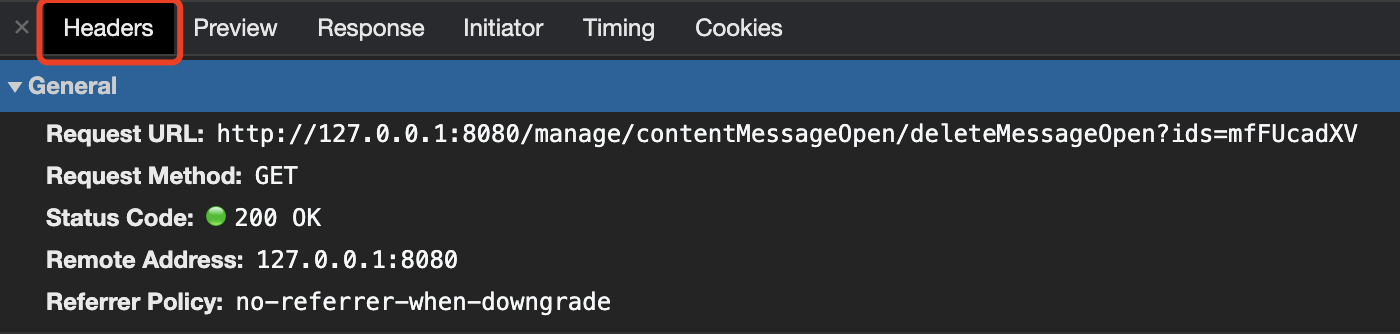 × Headers Preview Response Initiator Timing Cookies
▼ General
Request URL: http://127.0.0.1:8080/manage/contentMessageOpen/deleteMessageOpen?ids=mfFUcadXV
Request Method: GET
Status Code: 200 OK
Remote Address: 127.0.0.1:8080
Referrer Policy: no-referrer-when-downgrade